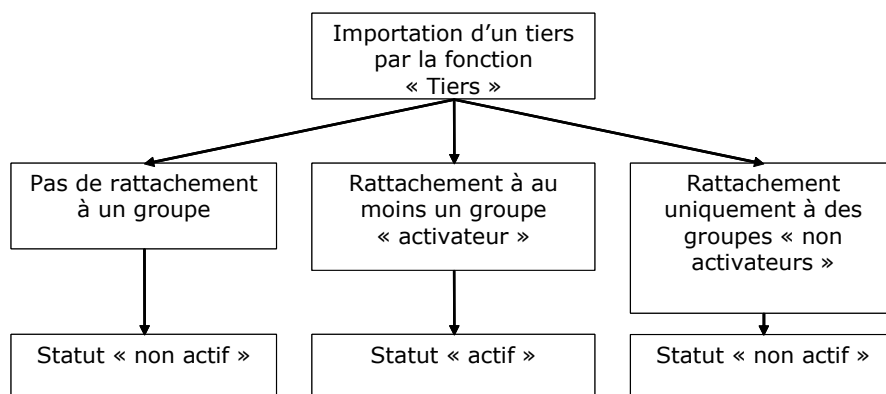 Importation d'un tiers
par la fonction
« Tiers »
Pas de rattachement
à un groupe
Rattachement à au
moins un groupe
« activateur »
Rattachement
uniquement à des
groupes « non
activateurs »
Statut « non actif »
Statut « actif »
Statut « non actif »